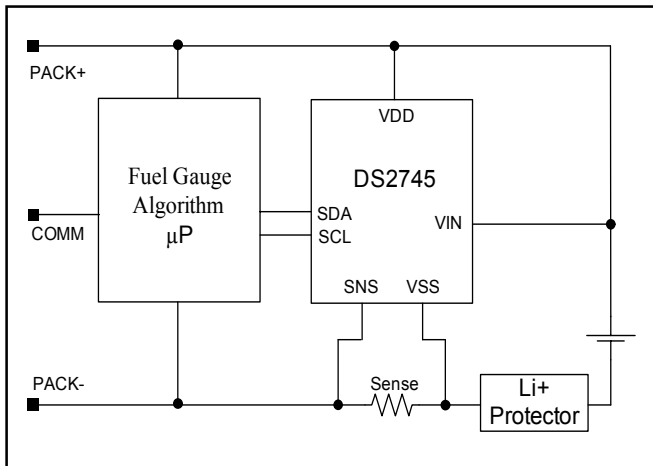 PACK+
VDD
Fuel Gauge
Algorithm
µP
DS2745
COMM
SDA
SCL
VIN
SNS
VSS
PACK-
Sense
Li+
Protector